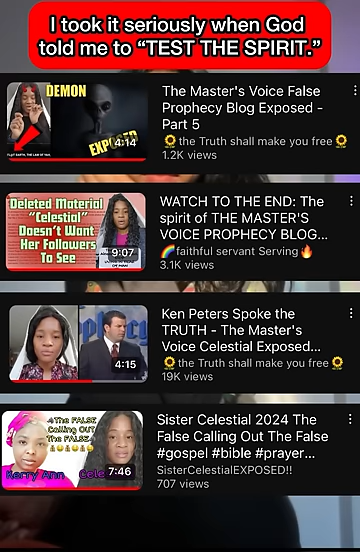 I took it seriously when God
told me to “TEST THE SPIRIT.”
DEMON
EXPOSED
4:14
The Master's Voice False
Prophecy Blog Exposed -
Part 5
🌻the Truth shall make you free🌻
1.2K views
Deleted Material
"Celestial"
Doesn't Want
Her Followers
To See
9:07
WATCH TO THE END: The
spirit of THE MASTER'S
VOICE PROPHECY BLOG...
🌈faithful servant Serving🔥
3.1K views
4:15
Ken Peters Spoke the
TRUTH - The Master's
Voice Celestial Exposed...
🌻the Truth shall make you free🌻
19K views
The FALSE
Calling OUT
The FALSE
Kerry Ann
Cele
7:46
Sister Celestial 2024 The
False Calling Out The False
#gospel #bible #prayer...
SisterCelestialEXPOSED!!
707 views